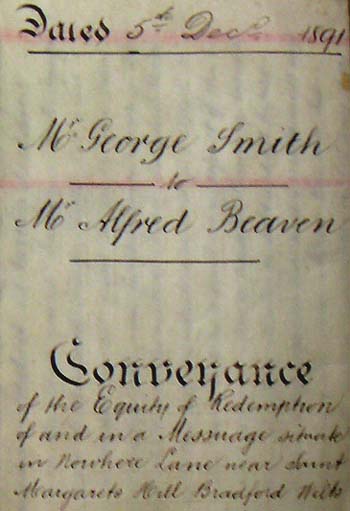 Dated 5th Decr 1891
Mr George Smith
to
Mr Alfred Beaven
Conveyance
of the Equity of Redemption
of and in a Messuage situate
in Nowhere Lane near Saint
Margarets Hill Bradford Wilts